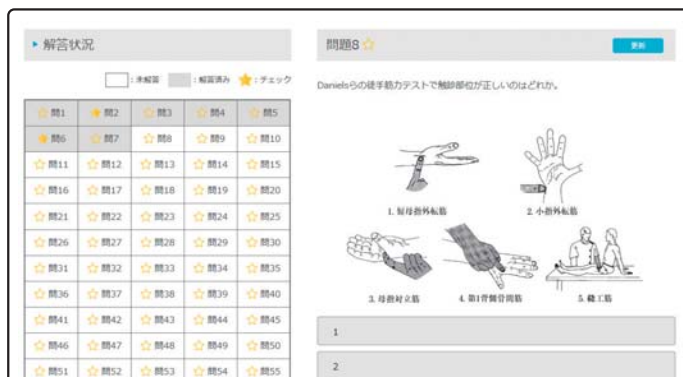 解答状況
：未解答　：解答済み　：チェック
問1 問2 問3 問4 問5
問6 問7 問8 問9 問10
問11 問12 問13 問14 問15
問16 問17 問18 問19 問20
問21 問22 問23 問24 問25
問26 問27 問28 問29 問30
問31 問32 問33 問34 問35
問36 問37 問38 問39 問40
問41 問42 問43 問44 問45
問46 問47 問48 問49 問50
問51 問52 問53 問54 問55
問題8
更新
Danielsらの徒手筋力テストで触診部位が正しいのはどれか。
1. 短母指外転筋
2. 小指外転筋
3. 母指対立筋
4. 第1背側骨間筋
5. 縫工筋
1
2